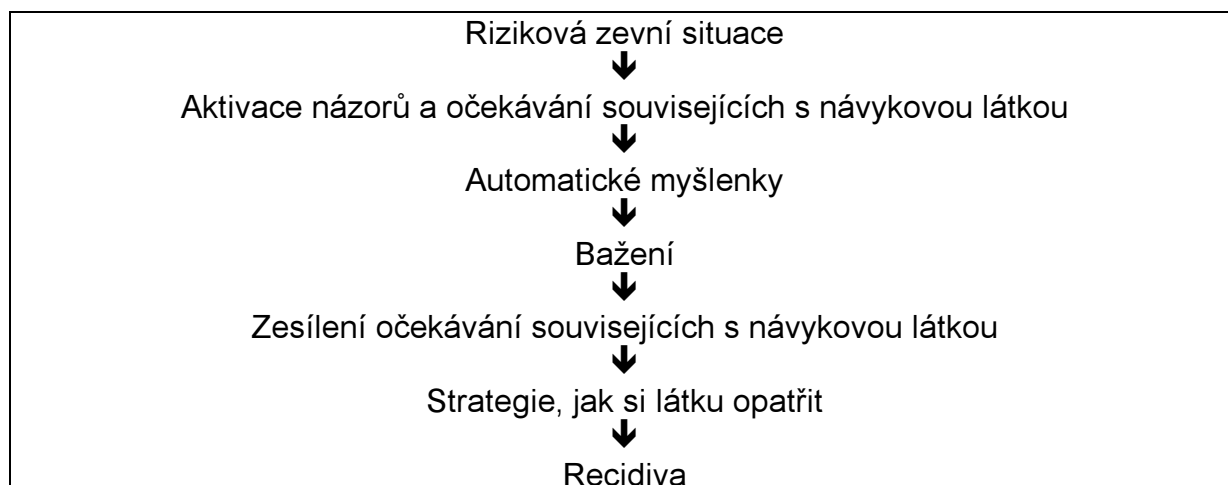 Riziková zevní situace
Aktivace názorů a očekávání souvisejících s návykovou látkou
Automatické myšlenky
Bažení
Zesílení očekávání souvisejících s návykovou látkou
Strategie, jak si látku opatřit
Recidiva